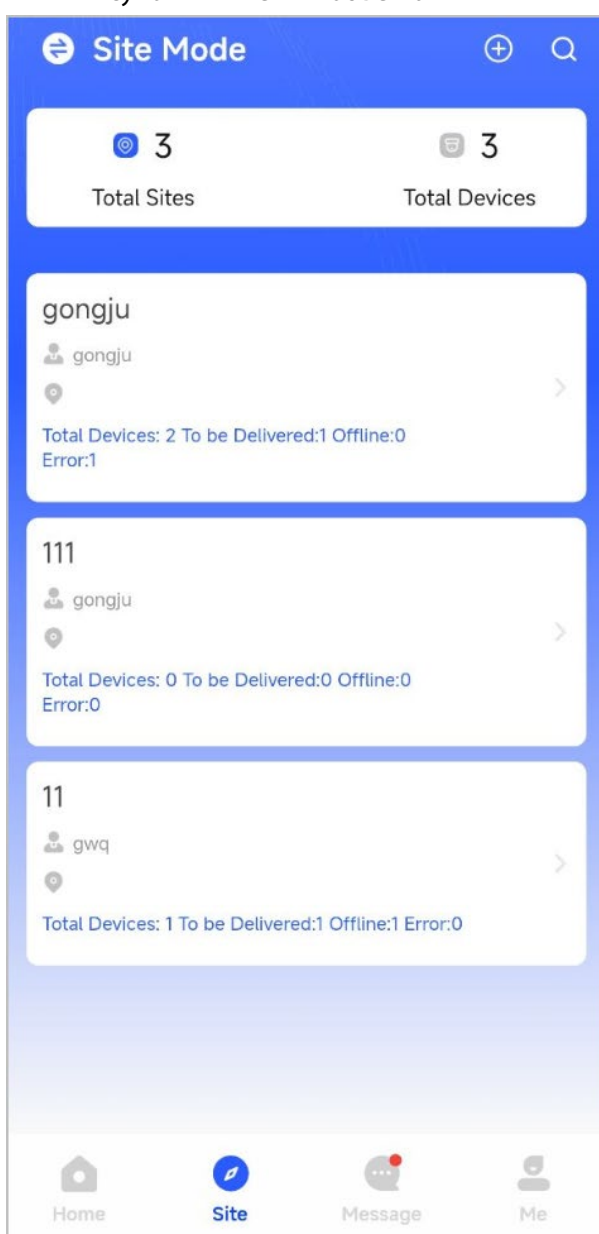 Site Mode
3
3
Total Sites
Total Devices
gongju
gongju
Total Devices: 2 To be Delivered:1 Offline:0
Error:1
111
gongju
Total Devices: 0 To be Delivered:0 Offline:0
Error:0
11
gwq
Total Devices: 1 To be Delivered:1 Offline:1 Error:0
Home
Site
Message
Me